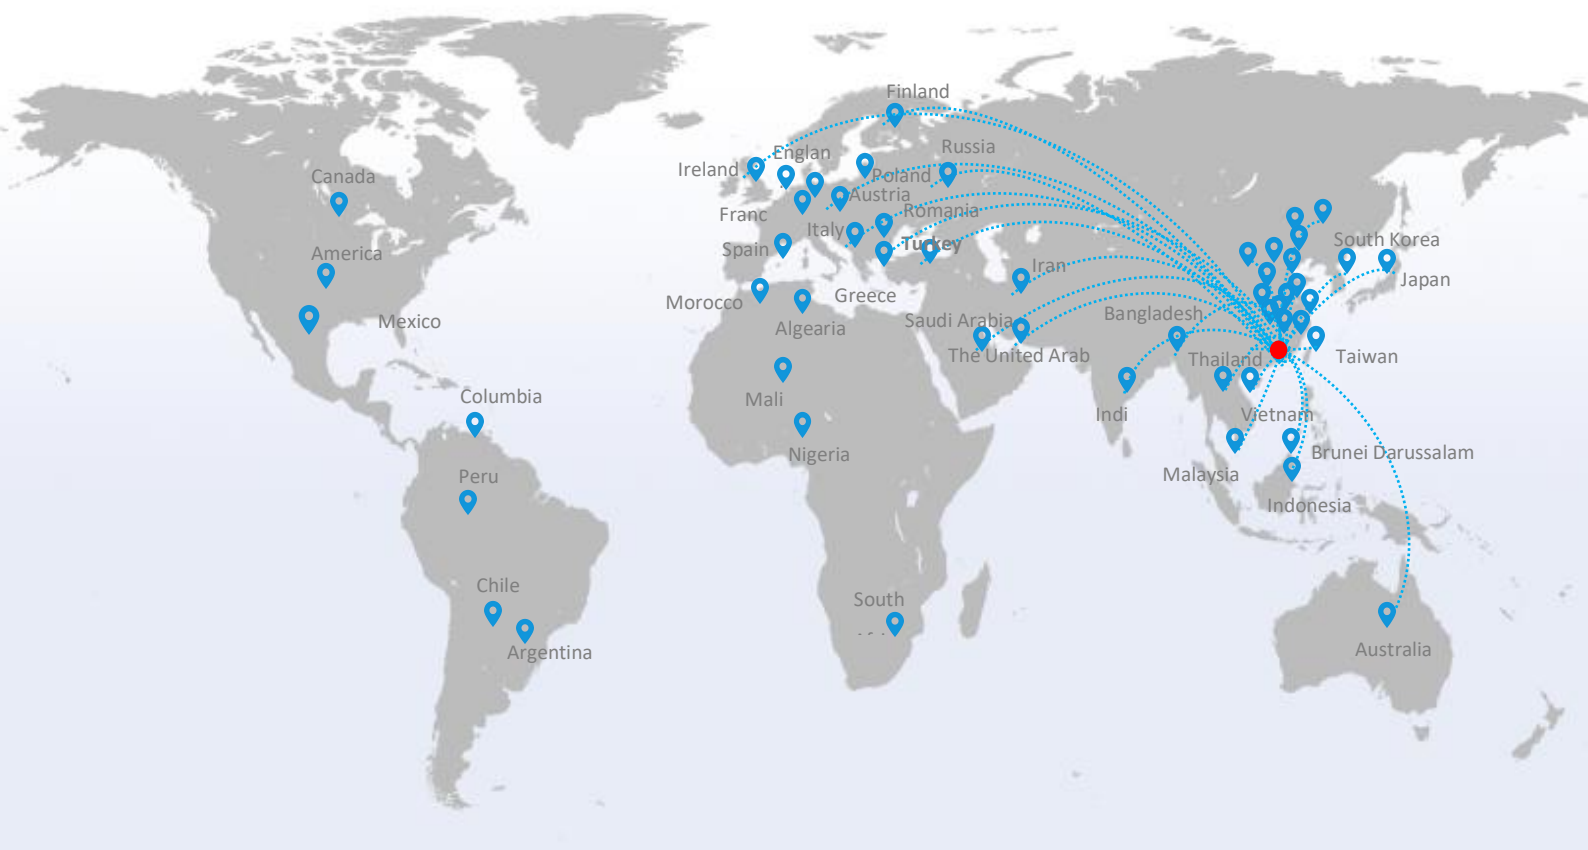 Finland
Englan
Russia
Ireland
Poland
Canada
Austria
Franc
Romania
Italy
South Korea
Turkey
Spain
America
Iran
Japan
Greece
Morocco
Bangladesh
Saudi Arabia
Mexico
Algearia
The United Arab
Taiwan
Thailand
Columbia
Mali
Indi
Vietnam
Nigeria
Brunei Darussalam
Peru
Malaysia
Indonesia
Chile
South
Argentina
Australia